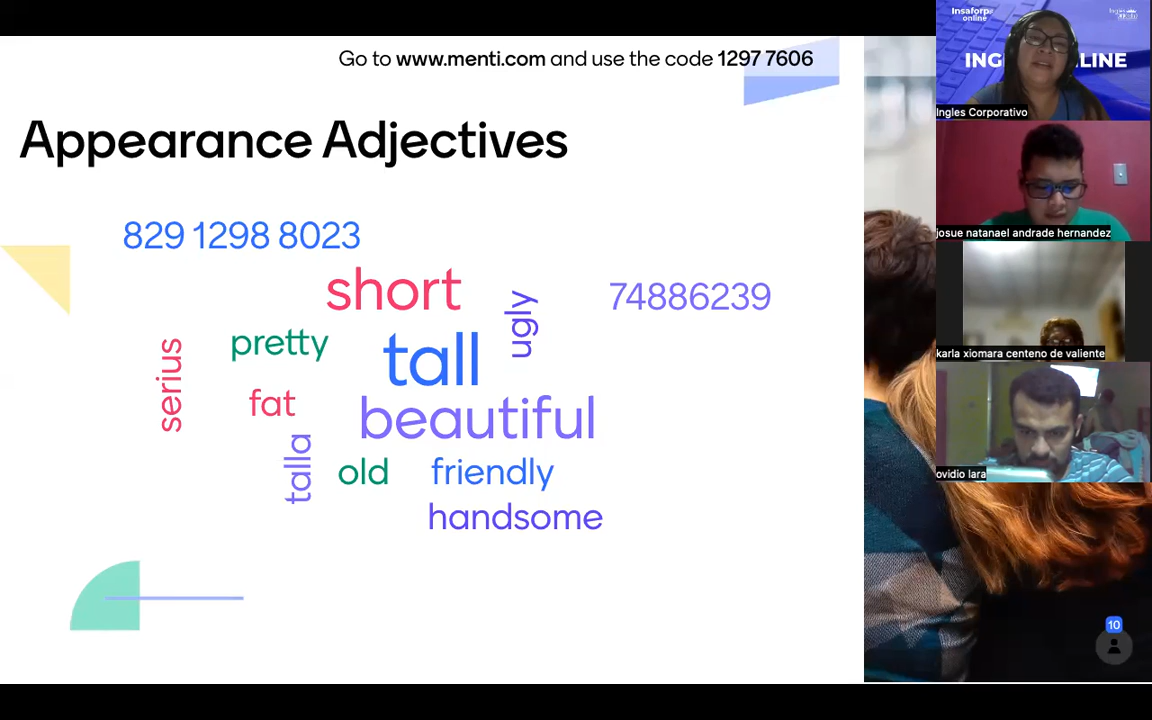 Go to www.menti.com and use the code 1297 7606
Appearance Adjectives
829 1298 8023
short
74886239
ugly
pretty
tall
serius
fat
beautiful
talla
old
friendly
handsome
Insaforp
online
Ingles Corporativo
josue natanael andrade hernandez
karla xiomara centeno de valiente
ovidio lara
10